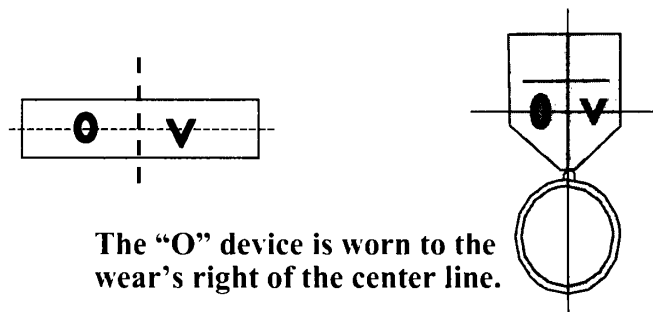 O V
O V
The “O” device is worn to the
wear’s right of the center line.